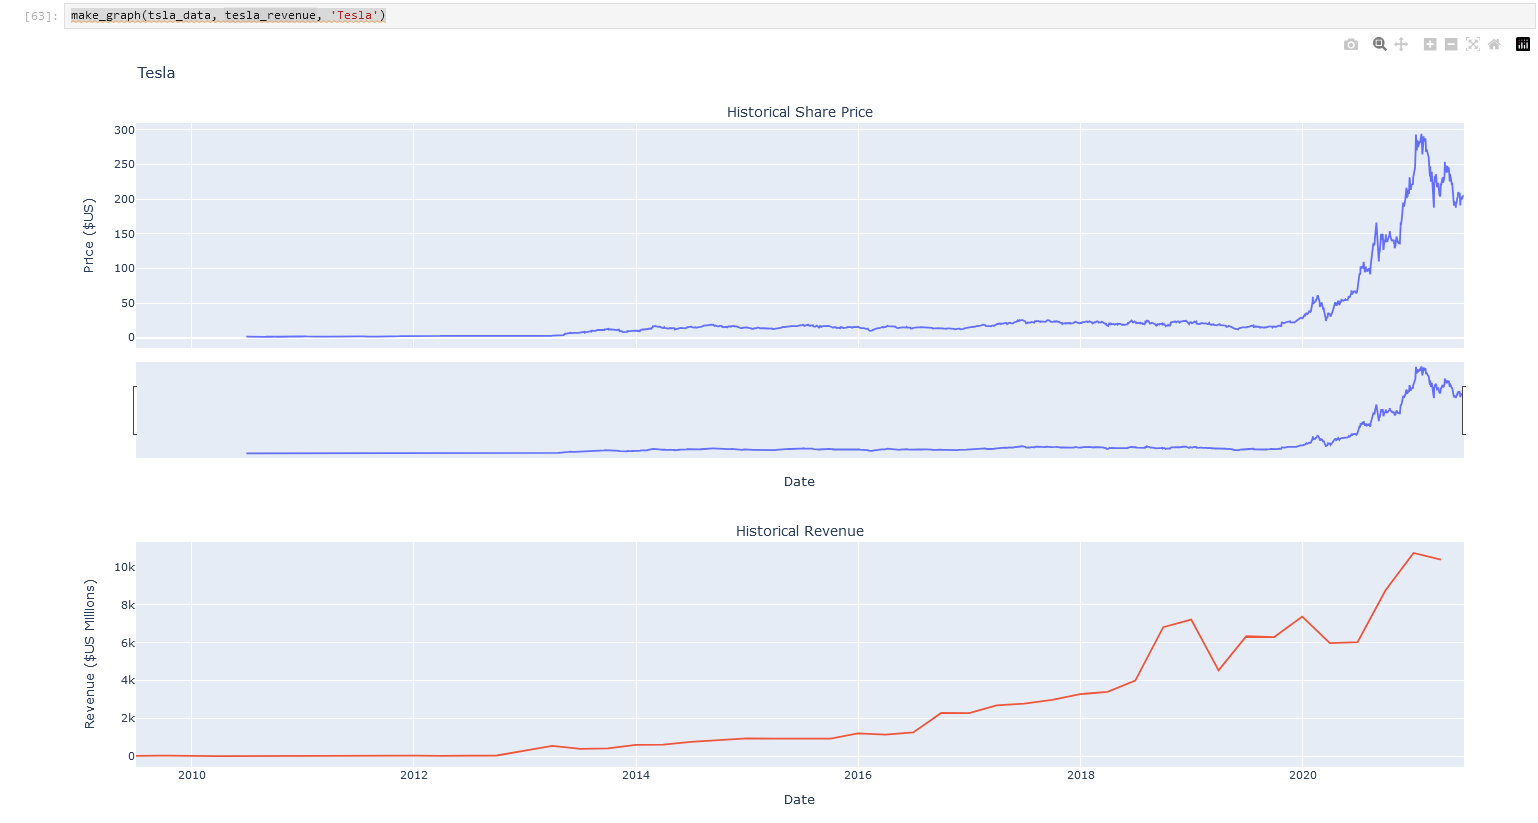 [63]: make_graph(tsla_data, tesla_revenue, 'Tesla')
Tesla
Historical Share Price
300
250
200
150
100
50
0
Price ($US)
Date
Historical Revenue
10k
8k
6k
4k
2k
0
Revenue ($US Millions)
2010 2012 2014 2016 2018 2020
Date